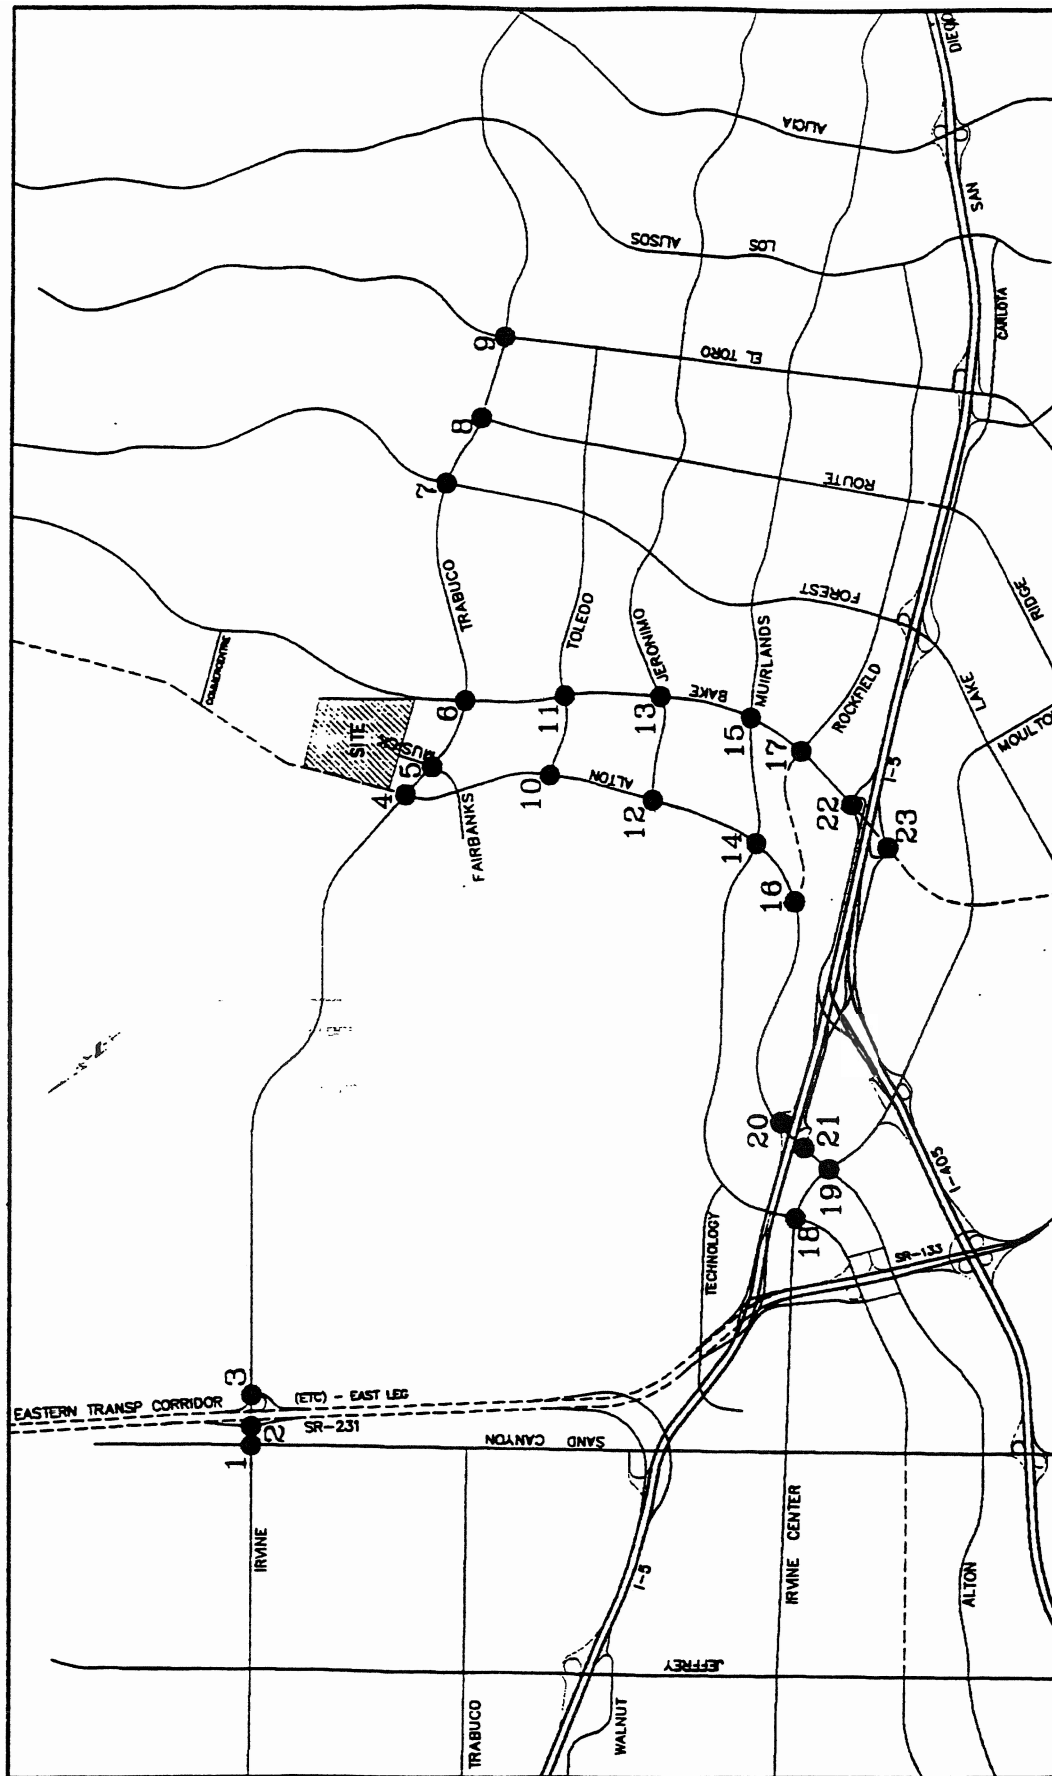 DIEGO
ALICIA
SAN
LOS
ALISOS
CARLOTA
9
EL TORO
8
7
ROUTE
RIDGE
TRABUCO
TOLEDO
JERONIMO
FOREST
MUIRLANDS
BAKE
ROCKFIELD
LAKE
MOULTON
COMMERCENTRE
SITE
6
11
13
15
17
5
4
10
ALTON
12
14
16
22
23
I-5
FAIRBANKS
20
21
19
18
I-405
TECHNOLOGY
SR-133
3
EASTERN TRANSP CORRIDOR
(ETC) - EAST LEG
SR-231
2
1
SAND CANYON
IRVINE
IRVINE CENTER
I-5
ALTON
JEFFREY
TRABUCO
WALNUT